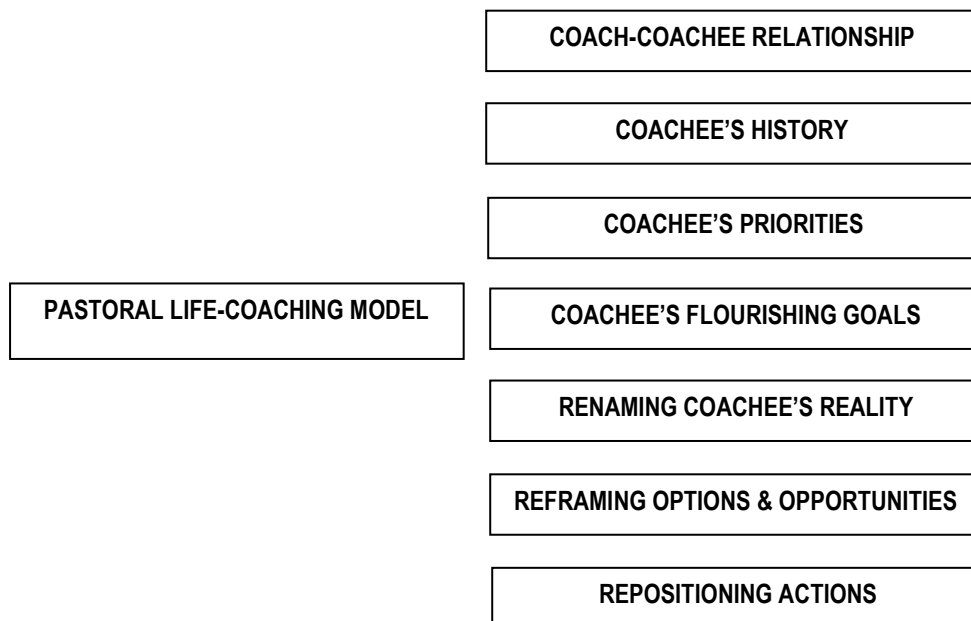 COACH-COACHEE RELATIONSHIP
COACHEE’S HISTORY
COACHEE’S PRIORITIES
PASTORAL LIFE-COACHING MODEL
COACHEE’S FLOURISHING GOALS
RENAMING COACHEE’S REALITY
REFRAMING OPTIONS & OPPORTUNITIES
REPOSITIONING ACTIONS